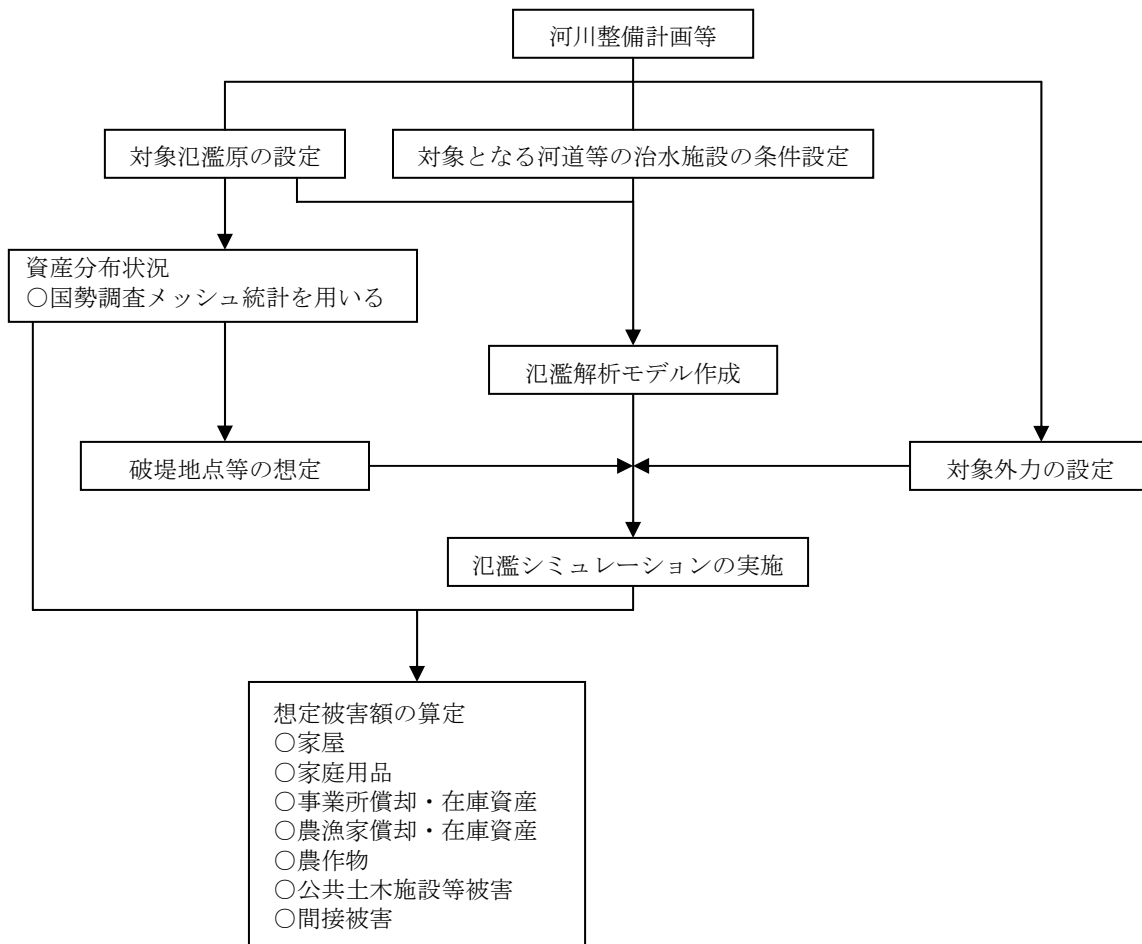 河川整備計画等
対象氾濫原の設定
対象となる河道等の治水施設の条件設定
資産分布状況
○国勢調査メッシュ統計を用いる
氾濫解析モデル作成
破堤地点等の想定
対象外力の設定
氾濫シミュレーションの実施
想定被害額の算定
○家屋
○家庭用品
○事業所償却・在庫資産
○農漁家償却・在庫資産
○農作物
○公共土木施設等被害
○間接被害